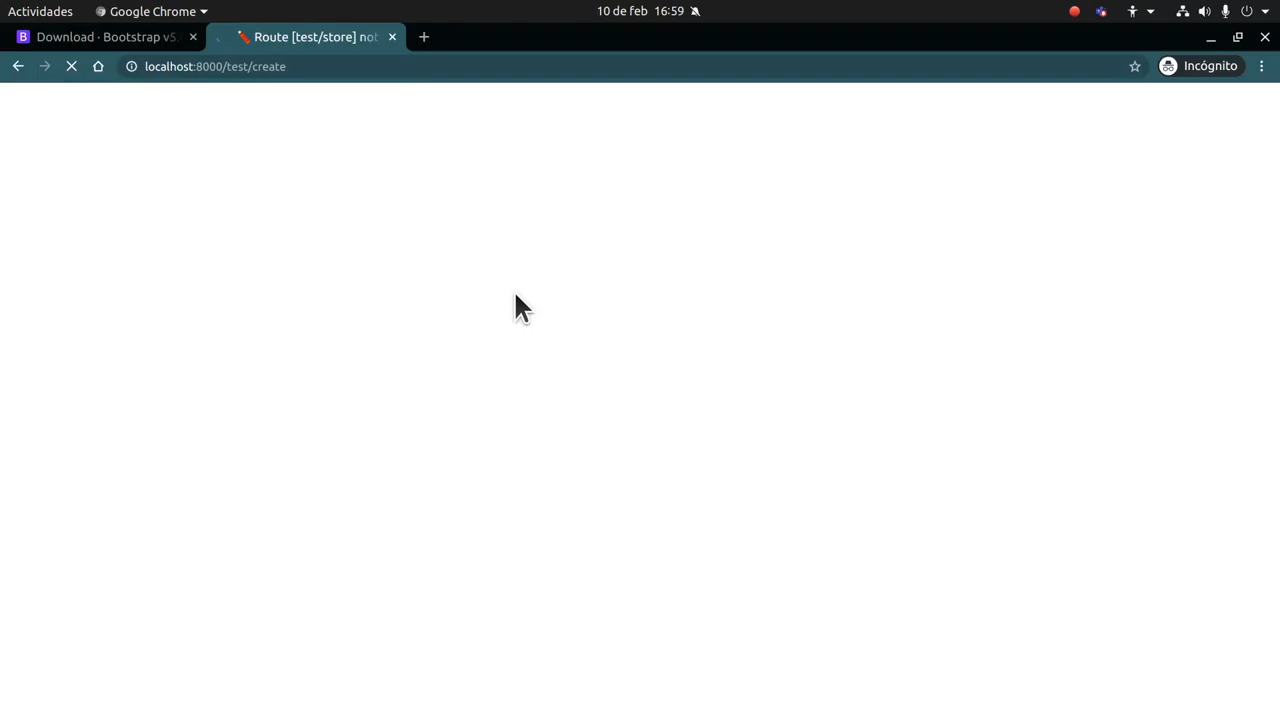 Actividades Google Chrome 10 de feb 16:59
Download · Bootstrap v5. Route [test/store] not
localhost:8000/test/create Incógnito